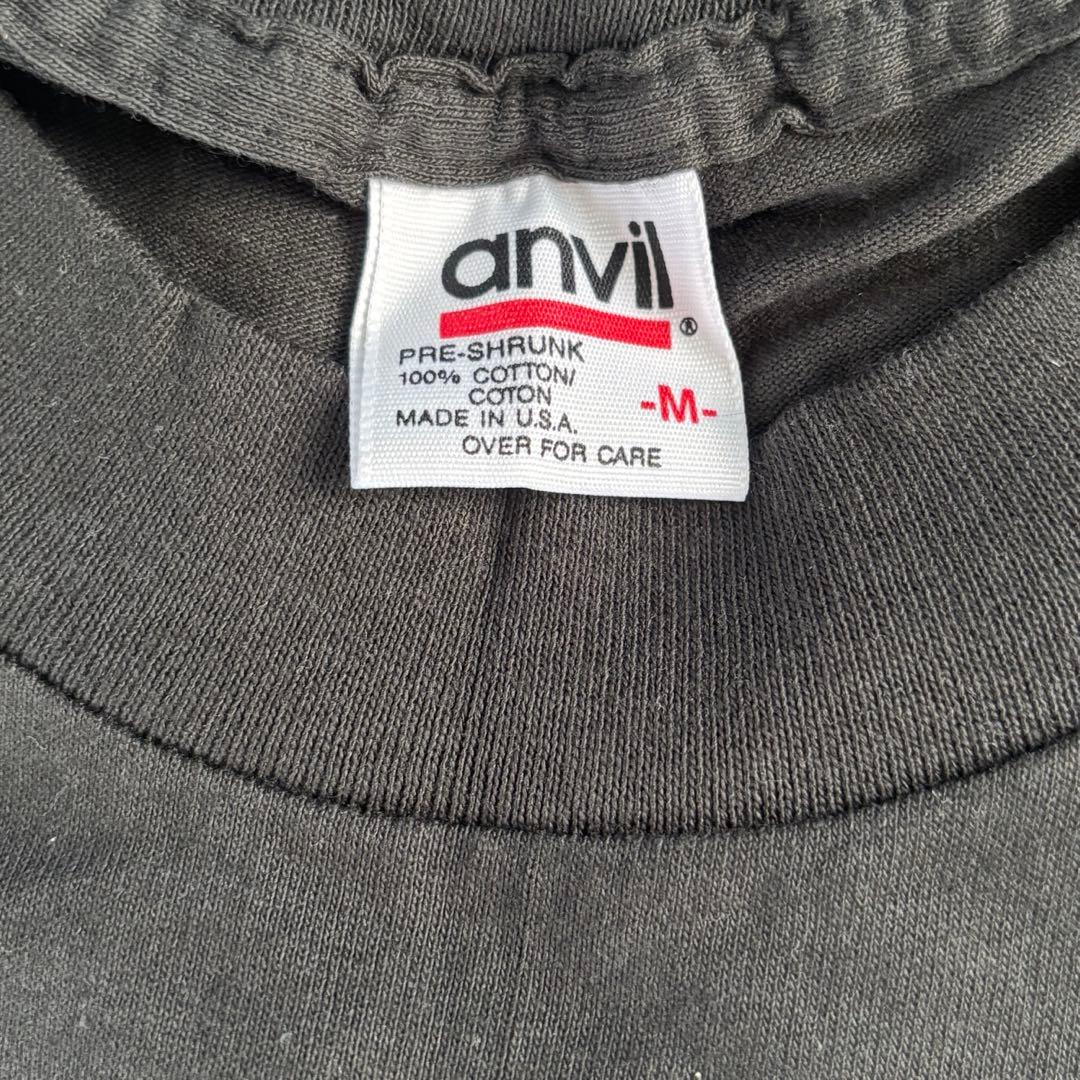 anvil®
PRE-SHRUNK
100% COTTON/
COTON
-M-
MADE IN U.S.A.
OVER FOR CARE